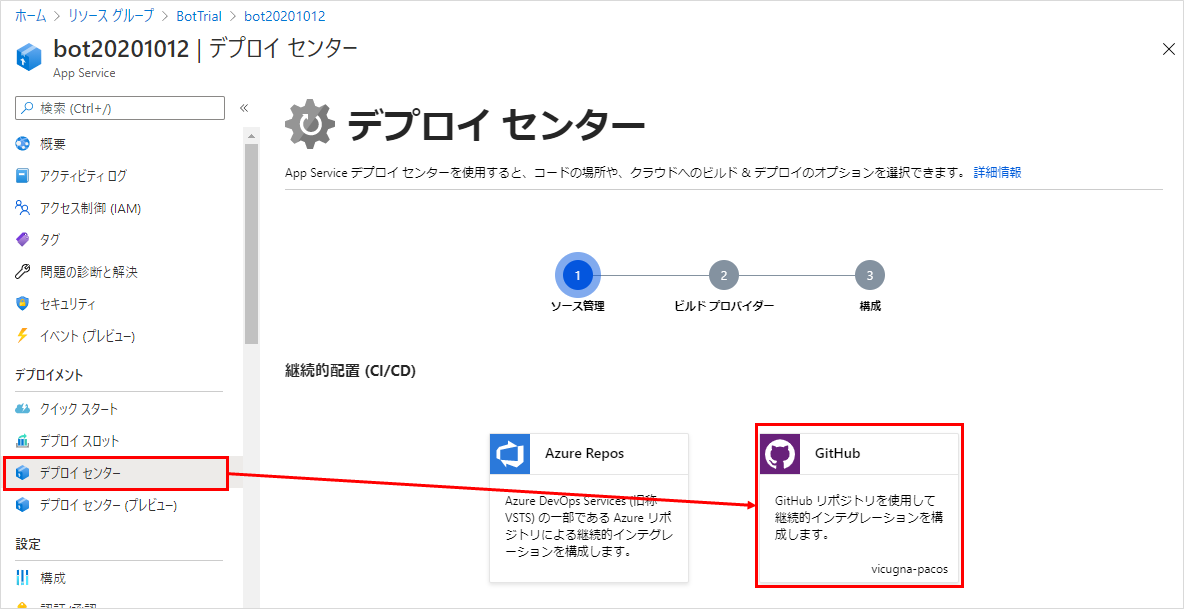 ホーム > リソース グループ > BotTrial > bot20201012
bot20201012 | デプロイ センター
App Service
検索 (Ctrl+/)
概要
アクティビティ ログ
アクセス制御 (IAM)
タグ
問題の診断と解決
セキュリティ
イベント (プレビュー)
デプロイメント
クイック スタート
デプロイ スロット
デプロイ センター
デプロイ センター (プレビュー)
設定
構成
認証/承認
デプロイ センター
App Service デプロイ センターを使用すると、コードの場所や、クラウドへのビルド & デプロイのオプションを選択できます。 詳細情報
1
2
3
ソース管理
ビルド プロバイダー
構成
継続的配置 (CI/CD)
Azure Repos
Azure DevOps Services (旧称
VSTS) の一部である Azure リポ
ジトリによる継続的インテグレ
ーションを構成します。
GitHub
GitHub リポジトリを使用して
継続的インテグレーションを構
成します。
vicugna-pacos